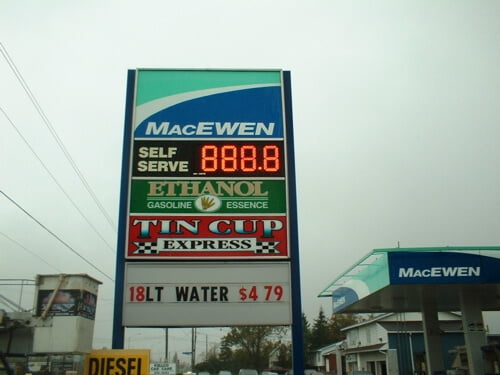 MACEWEN
SELF SERVE 888.8
ETHANOL
GASOLINE ESSENCE
TIN CUP
EXPRESS
18LT WATER $4 79
MACEWEN
DIESEL